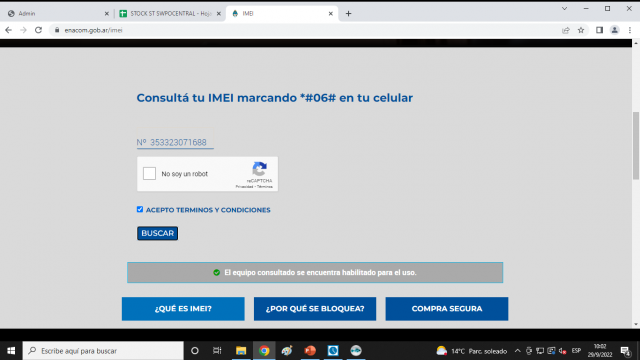 Admin
STOCK ST SWPOCENTRAL - Hoja
IMEI
enacom.gob.ar/imei
Consultá tu IMEI marcando *#06# en tu celular
Nº 353323071688
No soy un robot
reCAPTCHA
Privacidad - Términos
ACEPTO TERMINOS Y CONDICIONES
BUSCAR
El equipo consultado se encuentra habilitado para el uso.
¿QUÉ ES IMEI?
¿POR QUÉ SE BLOQUEA?
COMPRA SEGURA
Escribe aquí para buscar
14°C Parc. soleado
ESP
10:02
29/9/2022